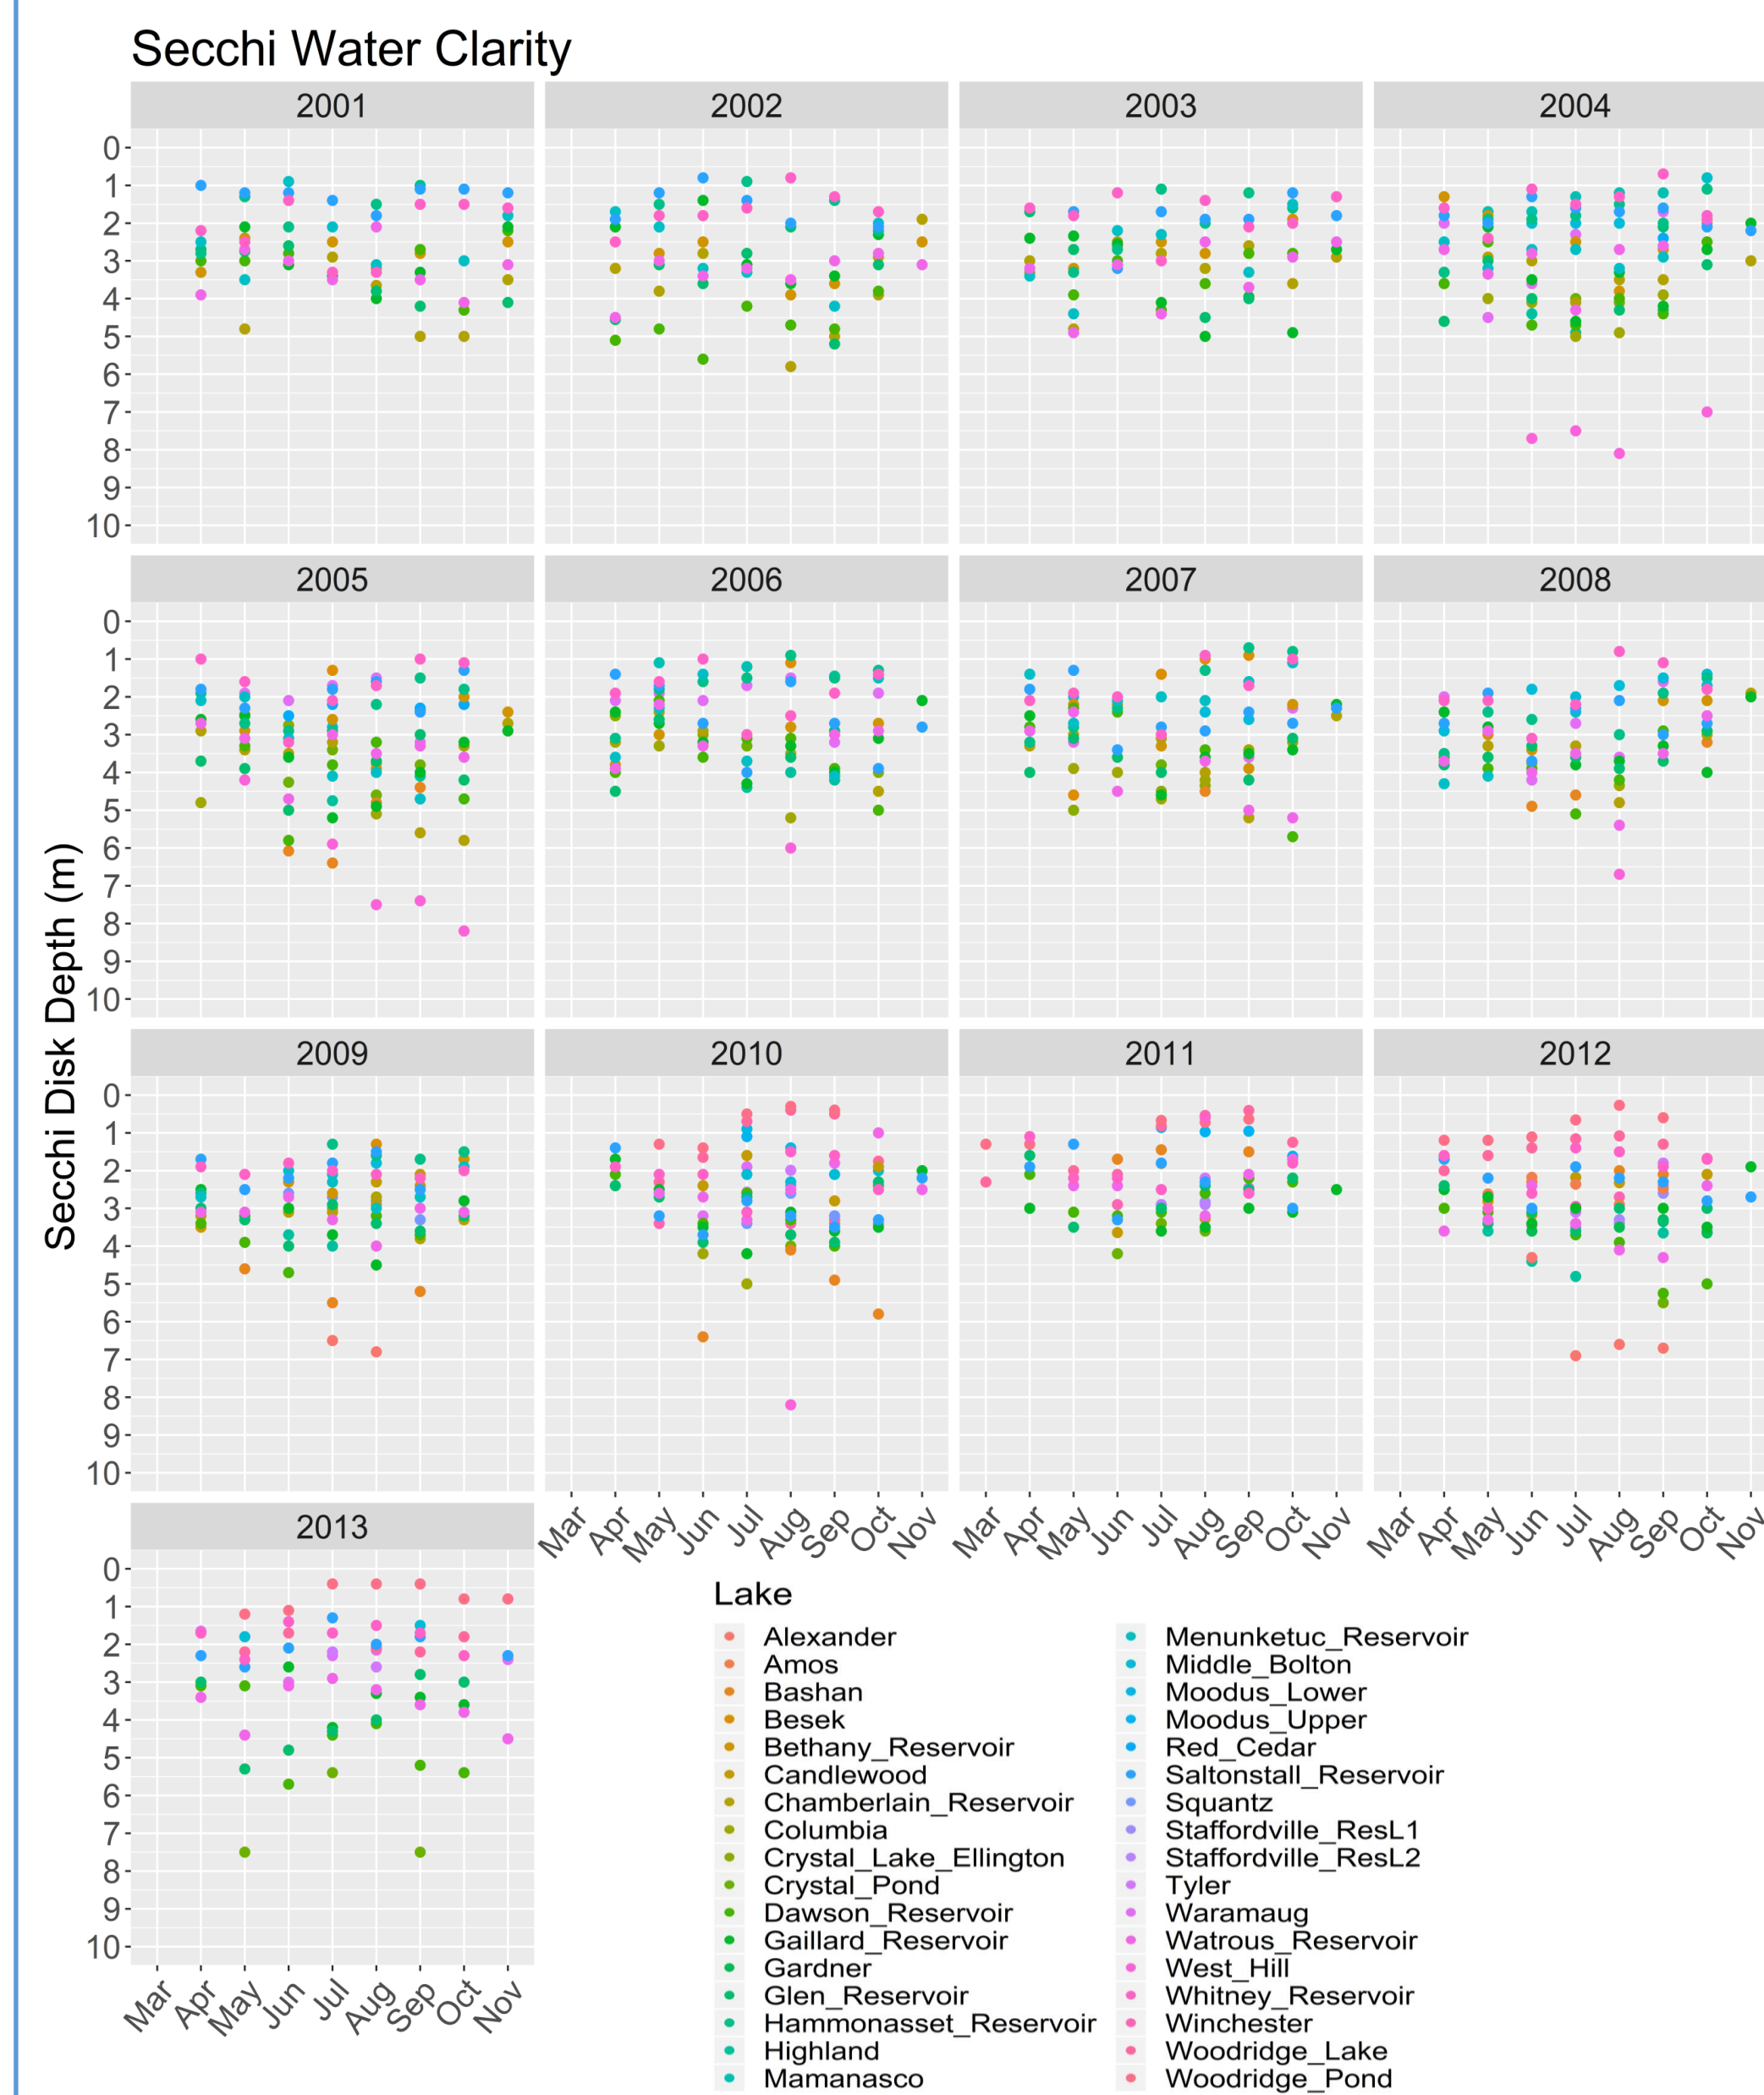 Secchi Water Clarity
2001 2002 2003 2004
0
1
2
3
4
5
6
7
8
9
10
2005 2006 2007 2008
0
1
2
3
4
5
6
7
8
9
10
Secchi Disk Depth (m)
2009 2010 2011 2012
0
1
2
3
4
5
6
7
8
9
10
Mar Apr May Jun Jul Aug Sep Oct Nov Mar Apr May Jun Jul Aug Sep Oct Nov Mar Apr May Jun Jul Aug Sep Oct Nov
2013
0
1
2
3
4
5
6
7
8
9
10
Mar Apr May Jun Jul Aug Sep Oct Nov
Lake
Alexander
Amos
Bashan
Besek
Bethany_Reservoir
Candlewood
Chamberlain_Reservoir
Columbia
Crystal_Lake_Ellington
Crystal_Pond
Dawson_Reservoir
Gaillard_Reservoir
Gardner
Glen_Reservoir
Hammonasset_Reservoir
Highland
Mamanasco
Menunketuc_Reservoir
Middle_Bolton
Moodus_Lower
Moodus_Upper
Red_Cedar
Saltonstall_Reservoir
Squantz
Staffordville_ResL1
Staffordville_ResL2
Tyler
Waramaug
Watrous_Reservoir
West_Hill
Whitney_Reservoir
Winchester
Woodridge_Lake
Woodridge_Pond